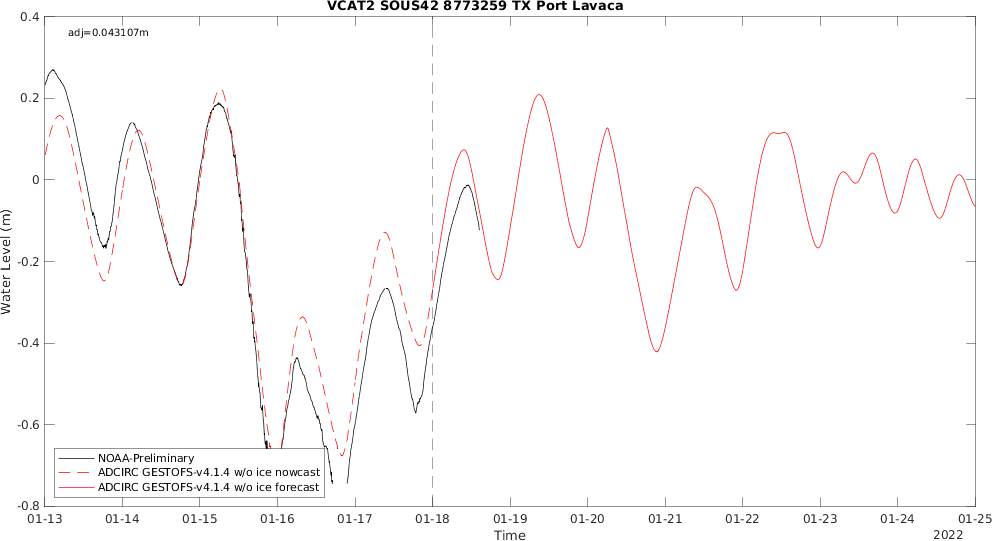 VCAT2 SOUS42 8773259 TX Port Lavaca
adj=0.043107m
0.4
0.2
0
-0.2
-0.4
-0.6
-0.8
Water Level (m)
NOAA-Preliminary
ADCIRC GESTOFS-v4.1.4 w/o ice nowcast
ADCIRC GESTOFS-v4.1.4 w/o ice forecast
01-13 01-14 01-15 01-16 01-17 01-18 01-19 01-20 01-21 01-22 01-23 01-24 01-25
Time
2022